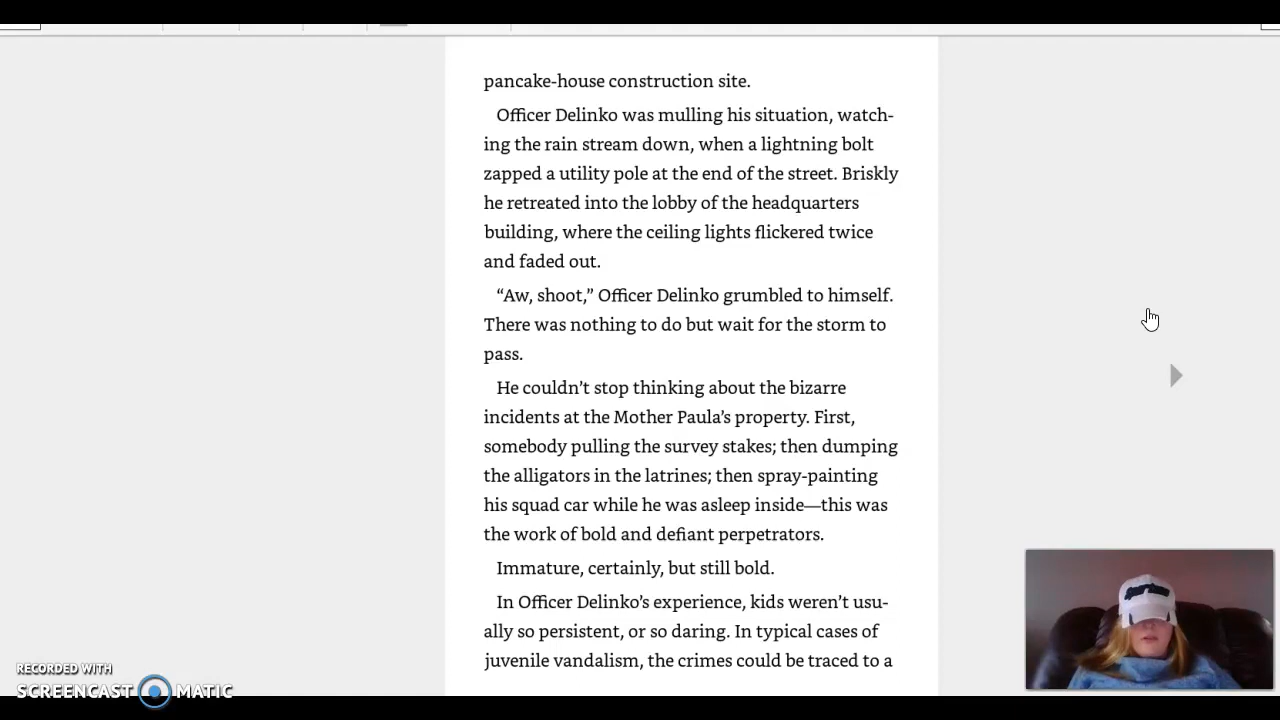 pancake-house construction site.
Officer Delinko was mulling his situation, watch-
ing the rain stream down, when a lightning bolt
zapped a utility pole at the end of the street. Briskly
he retreated into the lobby of the headquarters
building, where the ceiling lights flickered twice
and faded out.
“Aw, shoot,” Officer Delinko grumbled to himself.
There was nothing to do but wait for the storm to
pass.
He couldn’t stop thinking about the bizarre
incidents at the Mother Paula’s property. First,
somebody pulling the survey stakes; then dumping
the alligators in the latrines; then spray-painting
his squad car while he was asleep inside—this was
the work of bold and defiant perpetrators.
Immature, certainly, but still bold.
In Officer Delinko’s experience, kids weren’t usu-
ally so persistent, or so daring. In typical cases of
juvenile vandalism, the crimes could be traced to a
RECORDED WITH
SCREENCAST MATIC